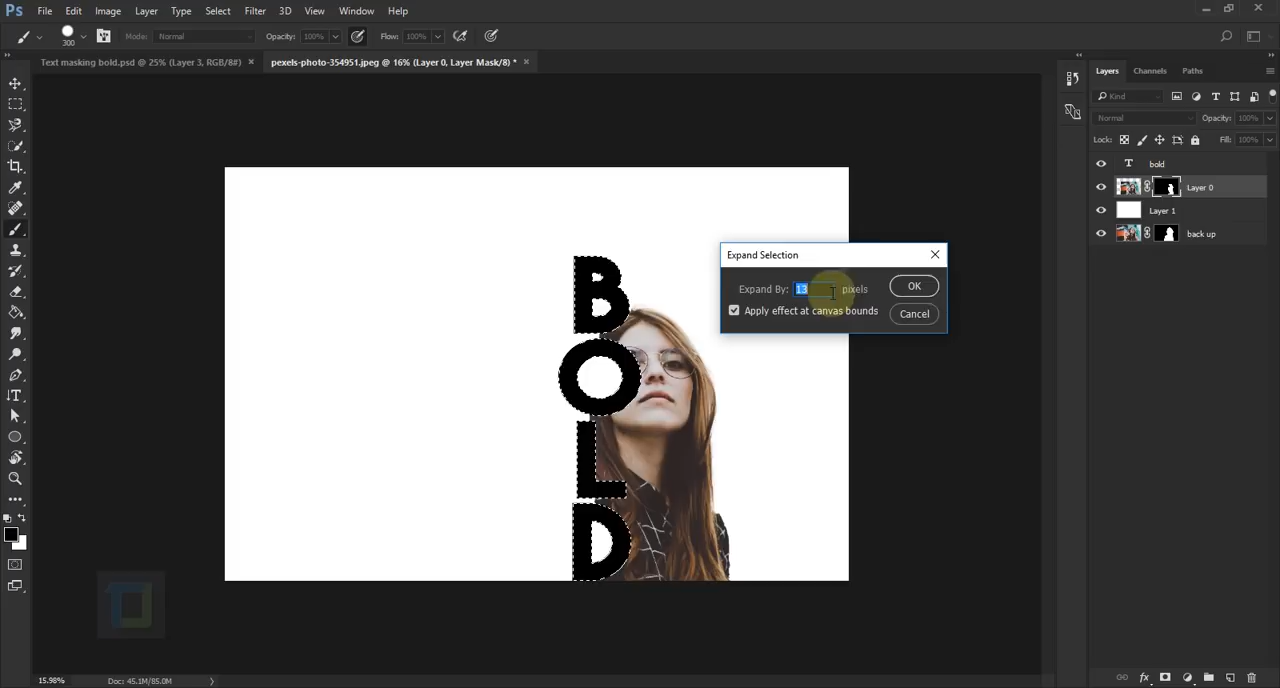 Ps File Edit Image Layer Type Select Filter 3D View Window Help
300 Mode: Normal Opacity: 100% Flow: 100%
Text masking bold.psd @ 25% (Layer 3, RGB/8#) × pexels-photo-354951.jpeg @ 16% (Layer 0, Layer Mask/8) * ×
Layers Channels Paths
Kind
Normal Opacity: 100%
Lock: Fill: 100%
T bold
Layer 0
Layer 1
back up
Expand Selection
Expand By: 13 pixels OK
Apply effect at canvas bounds Cancel
B
O
L
D
15.98% Doc: 45.1M/85.0M